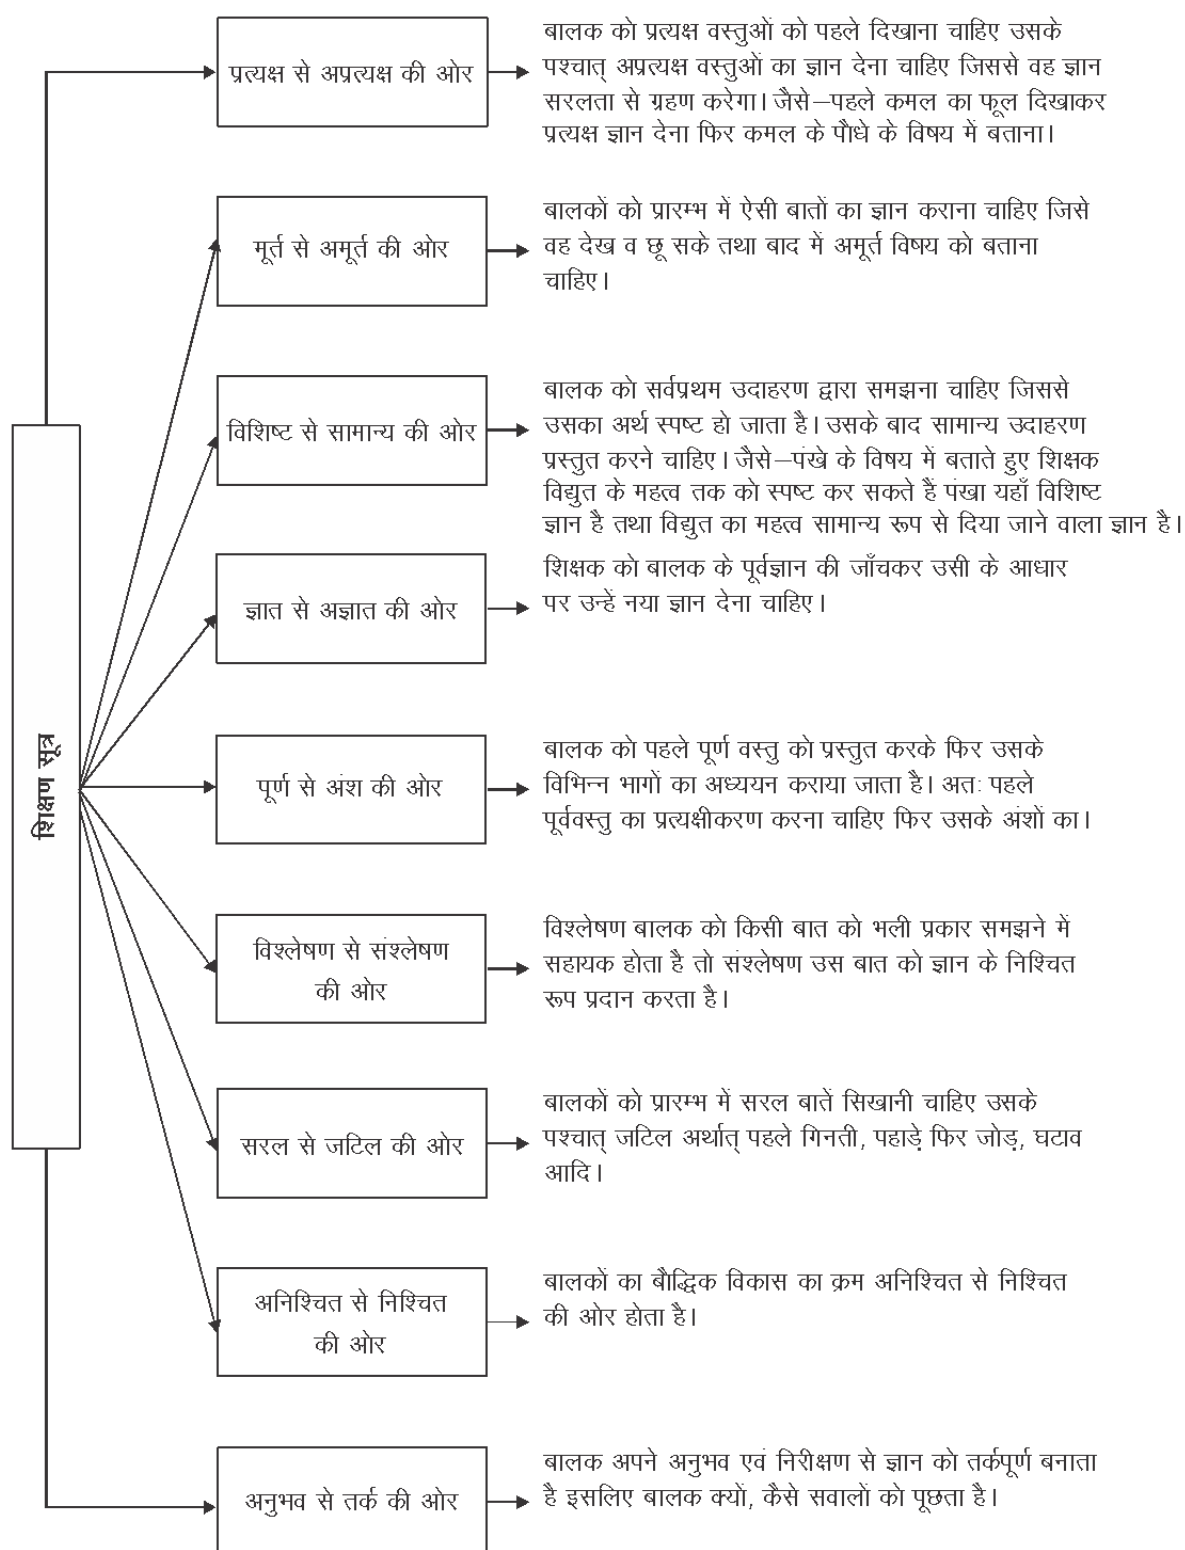 शिक्षण सूत्र
प्रत्यक्ष से अप्रत्यक्ष की ओर
बालक को प्रत्यक्ष वस्तुओं को पहले दिखाना चाहिए उसके
पश्चात् अप्रत्यक्ष वस्तुओं का ज्ञान देना चाहिए जिससे वह ज्ञान
सरलता से ग्रहण करेगा। जैसे–पहले कमल का फूल दिखाकर
प्रत्यक्ष ज्ञान देना फिर कमल के पौधे के विषय में बताना।
मूर्त से अमूर्त की ओर
बालकों को प्रारम्भ में ऐसी बातों का ज्ञान कराना चाहिए जिसे
वह देख व छू सके तथा बाद में अमूर्त विषय को बताना
चाहिए।
विशिष्ट से सामान्य की ओर
बालक को सर्वप्रथम उदाहरण द्वारा समझना चाहिए जिससे
उसका अर्थ स्पष्ट हो जाता है। उसके बाद सामान्य उदाहरण
प्रस्तुत करने चाहिए। जैसे–पंखे के विषय में बताते हुए शिक्षक
विद्युत के महत्व तक को स्पष्ट कर सकते हैं पंखा यहाँ विशिष्ट
ज्ञान है तथा विद्युत का महत्व सामान्य रूप से दिया जाने वाला ज्ञान है।
ज्ञात से अज्ञात की ओर
शिक्षक को बालक के पूर्वज्ञान की जाँचकर उसी के आधार
पर उन्हें नया ज्ञान देना चाहिए।
पूर्ण से अंश की ओर
बालक को पहले पूर्ण वस्तु को प्रस्तुत करके फिर उसके
विभिन्न भागों का अध्ययन कराया जाता है। अतः पहले
पूर्ववस्तु का प्रत्यक्षीकरण करना चाहिए फिर उसके अंशों का।
विश्लेषण से संश्लेषण
की ओर
विश्लेषण बालक को किसी बात को भली प्रकार समझने में
सहायक होता है तो संश्लेषण उस बात को ज्ञान के निश्चित
रूप प्रदान करता है।
सरल से जटिल की ओर
बालकों को प्रारम्भ में सरल बातें सिखानी चाहिए उसके
पश्चात् जटिल अर्थात् पहले गिनती, पहाड़े फिर जोड़, घटाव
आदि।
अनिश्चित से निश्चित
की ओर
बालकों का बौद्धिक विकास का क्रम अनिश्चित से निश्चित
की ओर होता है।
अनुभव से तर्क की ओर
बालक अपने अनुभव एवं निरीक्षण से ज्ञान को तर्कपूर्ण बनाता
है इसलिए बालक क्यों, कैसे सवालों को पूछता है।